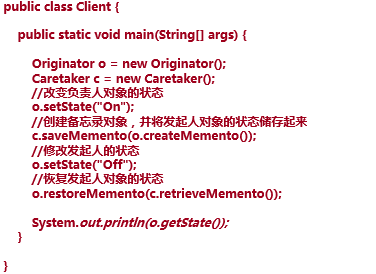 public class Client {
public static void main(String[] args) {
Originator o = new Originator();
Caretaker c = new Caretaker();
//改变负责人对象的状态
o.setState("On");
//创建备忘录对象，并将发起人对象的状态储存起来
c.saveMemento(o.createMemento());
//修改发起人的状态
o.setState("Off");
//恢复发起人对象的状态
o.restoreMemento(c.retrieveMemento());
System.out.println(o.getState());
}
}